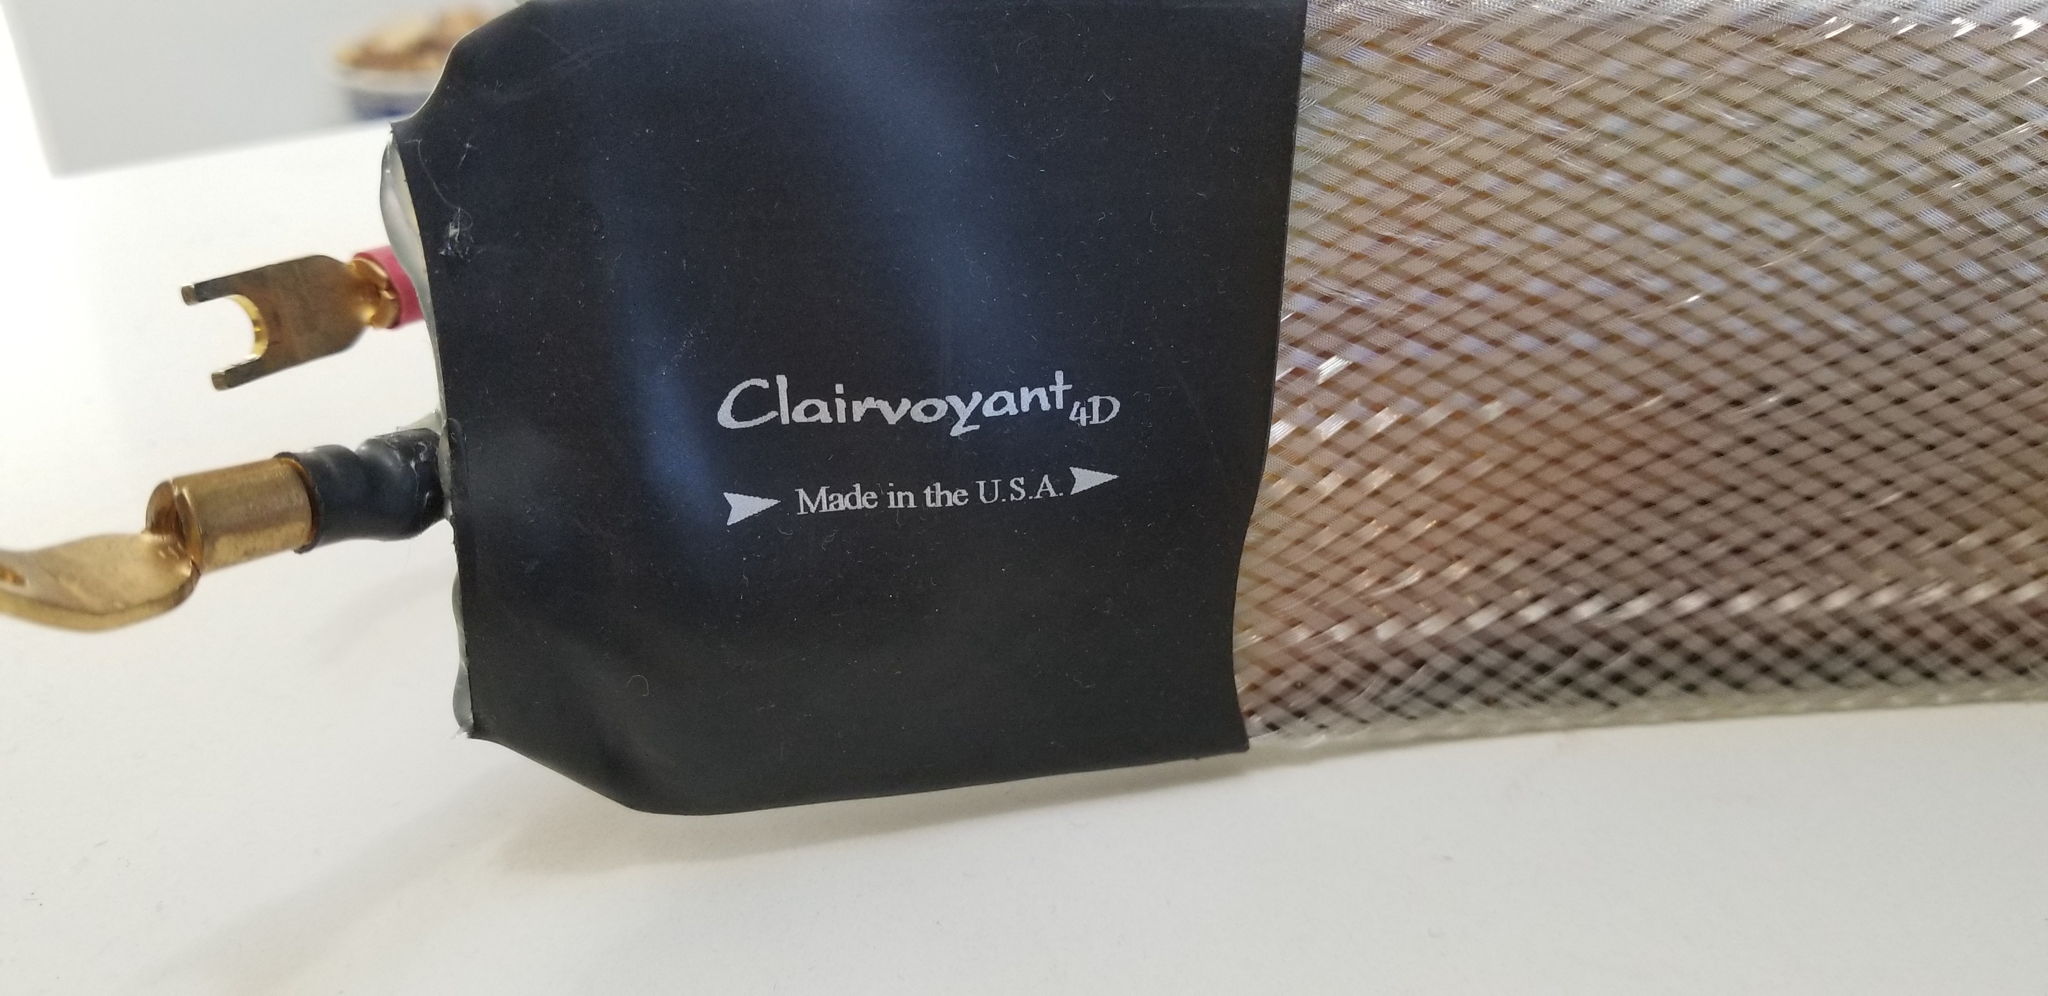 Clairvoyant4D
Made in the U.S.A.